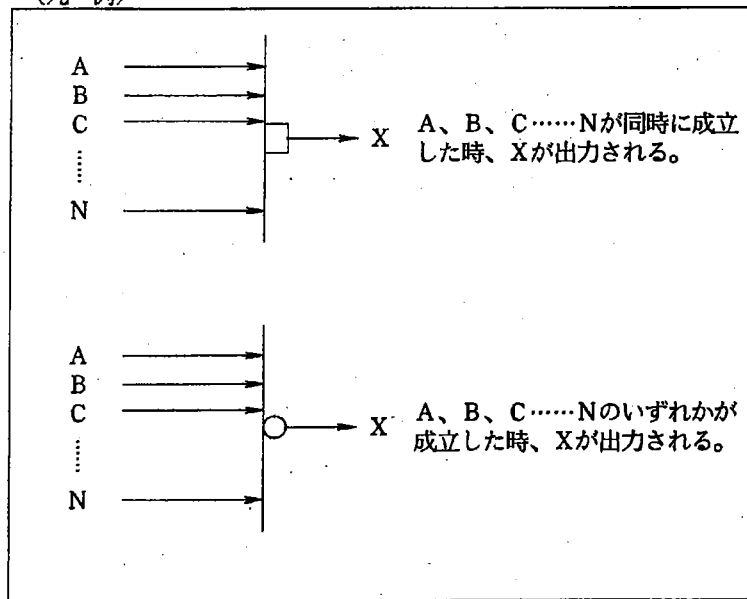 (凡例)
A
B
C
……
N
X
A、B、C……Nが同時に成立
した時、Xが出力される。
A
B
C
……
N
X
A、B、C……Nのいずれかが
成立した時、Xが出力される。